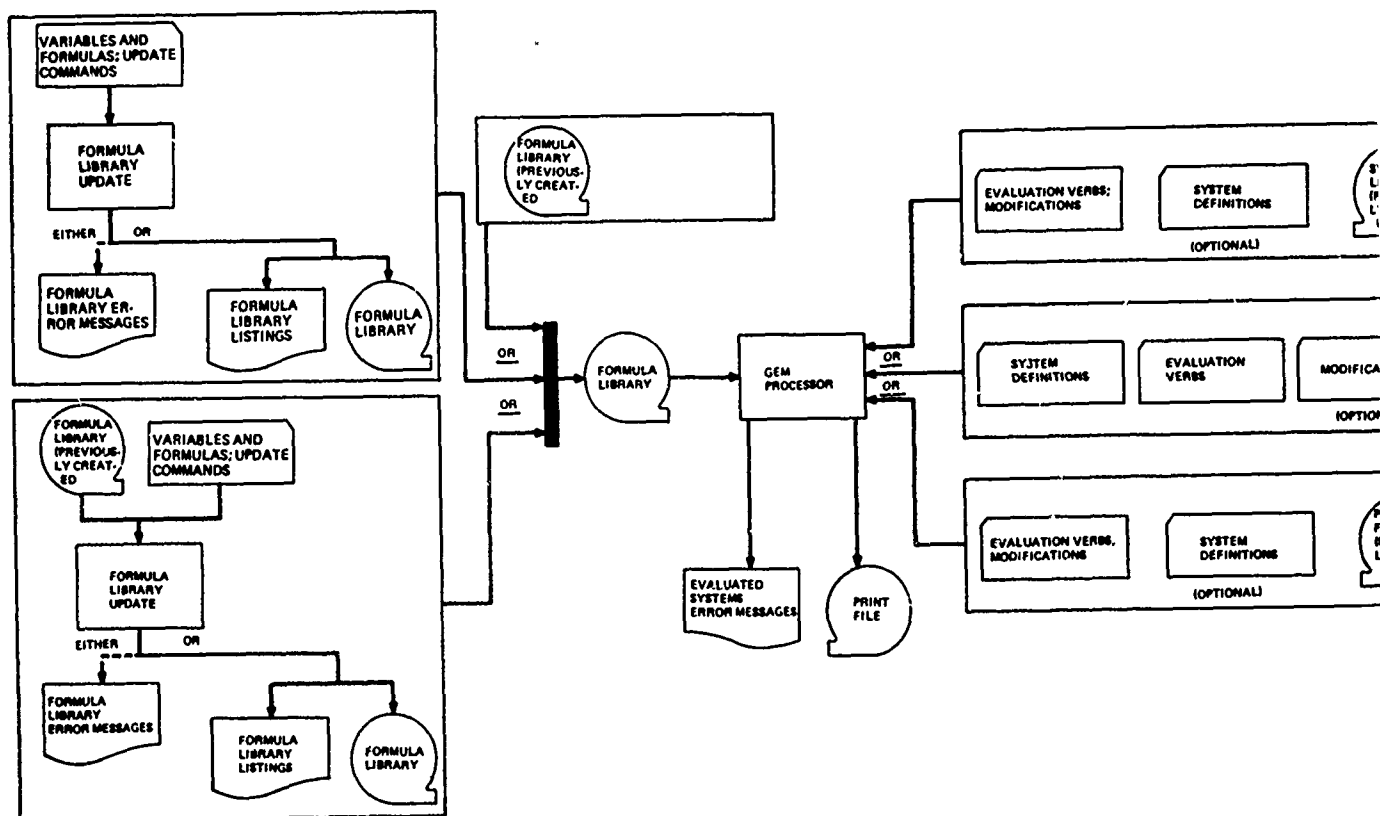 VARIABLES AND
FORMULAS; UPDATE
COMMANDS
FORMULA
LIBRARY
UPDATE
EITHER OR
FORMULA
LIBRARY ER-
ROR MESSAGES
FORMULA
LIBRARY
LISTINGS
FORMULA
LIBRARY
FORMULA
LIBRARY
(PREVIOUS-
LY CREAT-
ED
VARIABLES AND
FORMULAS; UPDATE
COMMANDS
FORMULA
LIBRARY
UPDATE
EITHER OR
FORMULA
LIBRARY
ERROR MESSAGES
FORMULA
LIBRARY
LISTINGS
FORMULA
LIBRARY
FORMULA
LIBRARY
(PREVIOUS-
LY CREAT-
ED
OR
OR
FORMULA
LIBRARY
GEM
PROCESSOR
OR
OR
EVALUATED
SYSTEMS
ERROR MESSAGES
PRINT
FILE
EVALUATION VERBS;
MODIFICATIONS
SYSTEM
DEFINITIONS
(OPTIONAL)
SYSTEM
DEFINITIONS
EVALUATION
VERBS
MODIFICA
(OPTION
EVALUATION VERBS,
MODIFICATIONS
SYSTEM
DEFINITIONS
(OPTIONAL)